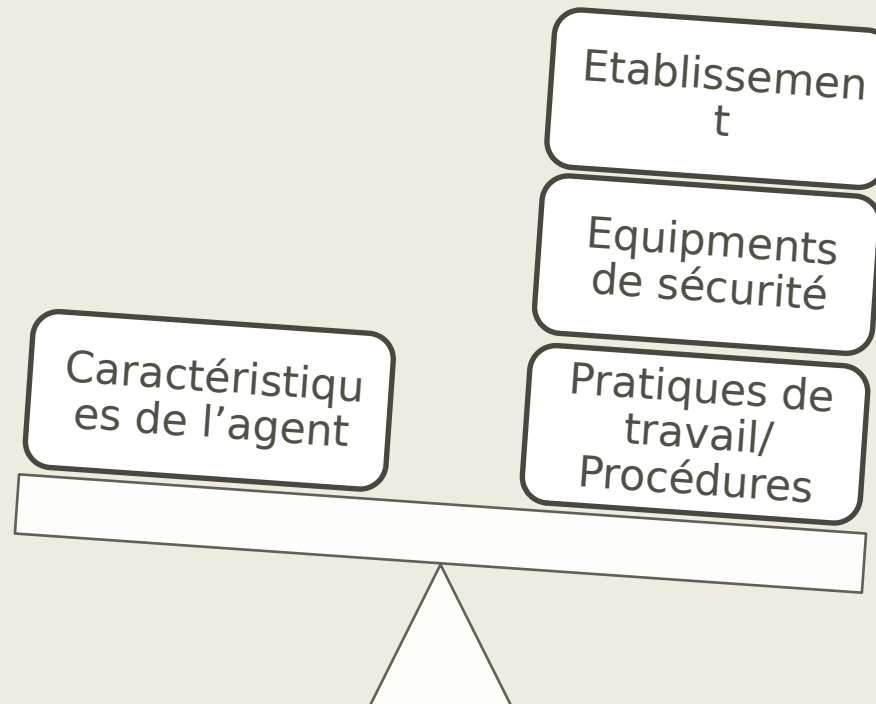 Etablissemen
t
Equipments
de sécurité
Caractéristiqu
es de l’agent
Pratiques de
travail/
Procédures